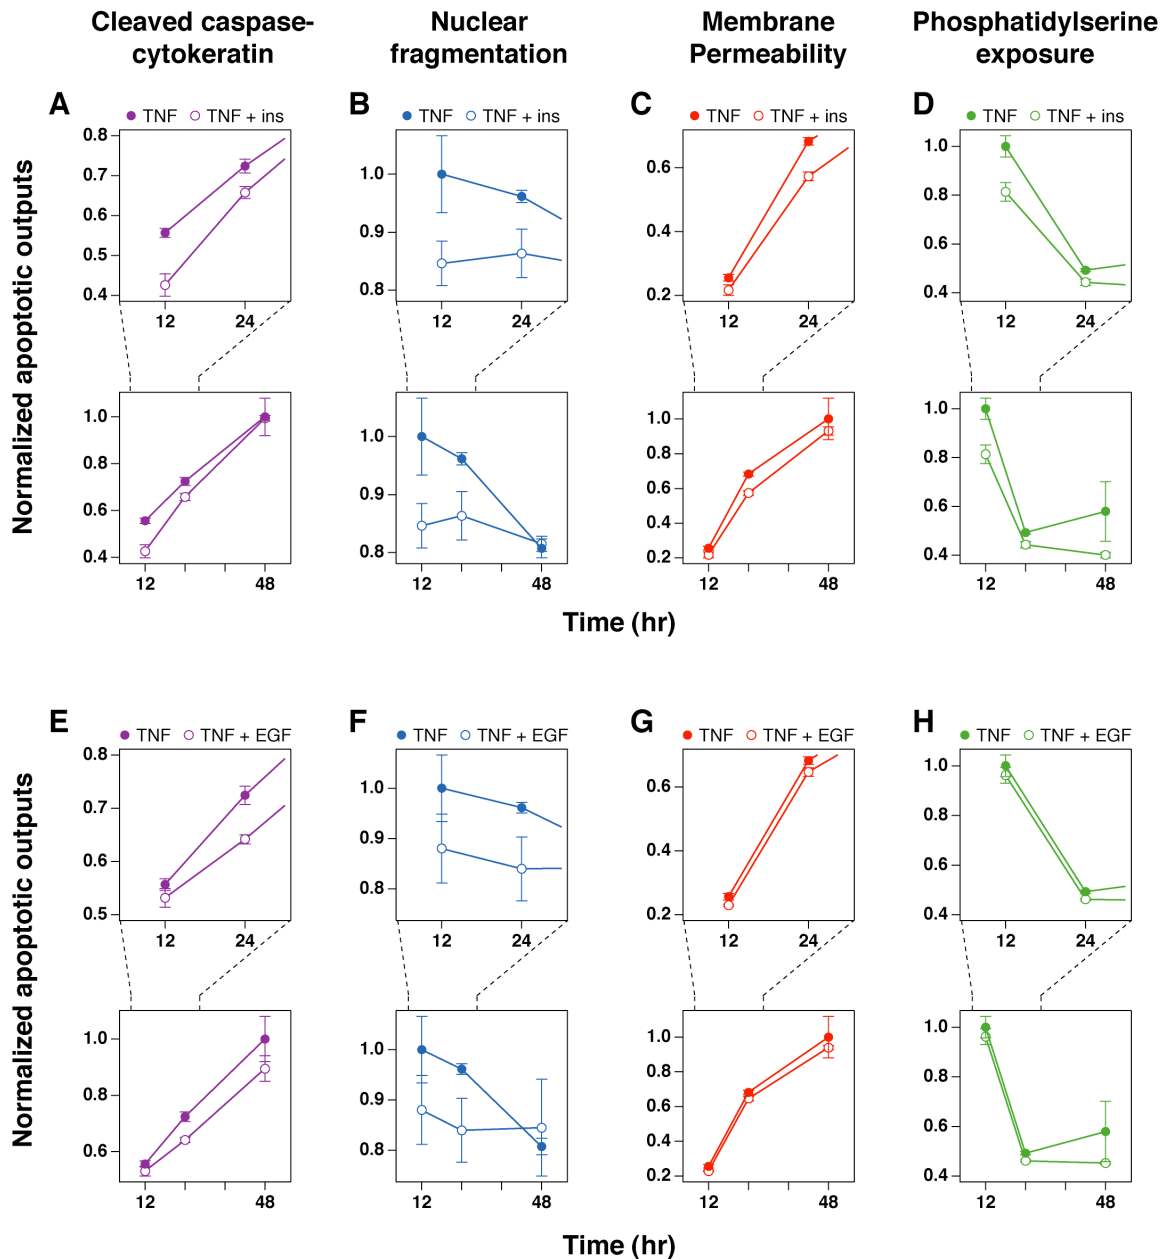 Cleaved caspase-
cytokeratin
Nuclear
fragmentation
Membrane
Permeability
Phosphatidylserine
exposure
A
TNF TNF + ins
B
TNF TNF + ins
C
TNF TNF + ins
D
TNF TNF + ins
Normalized apoptotic outputs
0.8
0.7
0.6
0.5
0.4
12 24
1.0
0.9
0.8
12 24
0.6
0.4
0.2
12 24
1.0
0.8
0.6
0.4
12 24
1.0
0.8
0.6
0.4
12 48
1.0
0.9
0.8
12 48
1.0
0.8
0.6
0.4
0.2
12 48
1.0
0.8
0.6
0.4
12 48
Time (hr)
E
TNF TNF + EGF
F
TNF TNF + EGF
G
TNF TNF + EGF
H
TNF TNF + EGF
Normalized apoptotic outputs
0.8
0.7
0.6
0.5
12 24
1.0
0.9
0.8
12 24
0.6
0.4
0.2
12 24
1.0
0.8
0.6
0.4
12 24
1.0
0.8
0.6
12 48
1.0
0.9
0.8
12 48
1.0
0.8
0.6
0.4
0.2
12 48
1.0
0.8
0.6
0.4
12 48
Time (hr)